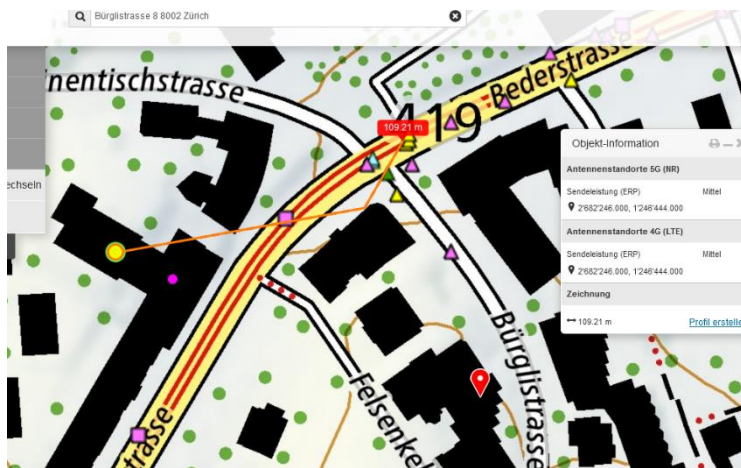 Bürglistrasse 8 8002 Zürich
nentischstrasse
Bederstrasse
419
109.21 m
echseln
Objekt-Information
Antennenstandorte 5G (NR)
Sendeleistung (ERP) Mittel
2'682'246.000, 1'246'444.000
Antennenstandorte 4G (LTE)
Sendeleistung (ERP) Mittel
2'682'246.000, 1'246'444.000
Zeichnung
109.21 m Profil erstelle
Bürglistrasse
Felsenkel
strasse